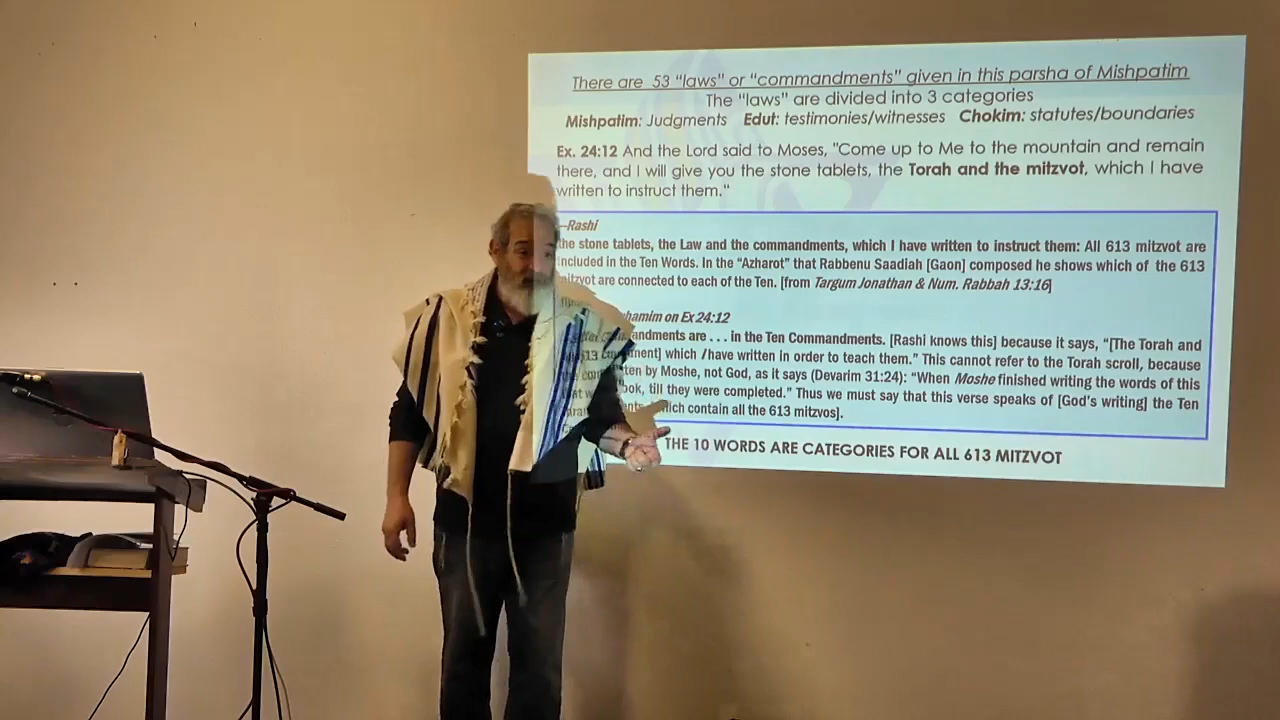 There are 53 "laws" or "commandments" given in this parsha of Mishpatim
The "laws" are divided into 3 categories
Mishpatim: Judgments Edut: testimonies/witnesses Chokim: statutes/boundaries
Ex. 24:12 And the Lord said to Moses, "Come up to Me to the mountain and remain
there, and I will give you the stone tablets, the Torah and the mitzvot, which I have
written to instruct them."
--Rashi
the stone tablets, the Law and the commandments, which I have written to instruct them: All 613 mitzvot are
included in the Ten Words. In the "Azharot" that Rabbenu Saadiah [Gaon] composed he shows which of the 613
mitzvot are connected to each of the Ten. [from Targum Jonathan & Num. Rabbah 13:16]
hamim on Ex 24:12
andments are . . . in the Ten Commandments. [Rashi knows this] because it says, "[The Torah and
ment] which I have written in order to teach them." This cannot refer to the Torah scroll, because
ten by Moshe, not God, as it says (Devarim 31:24): "When Moshe finished writing the words of this
ook, till they were completed." Thus we must say that this verse speaks of [God's writing] the Ten
hich contain all the 613 mitzvos].
THE 10 WORDS ARE CATEGORIES FOR ALL 613 MITZVOT